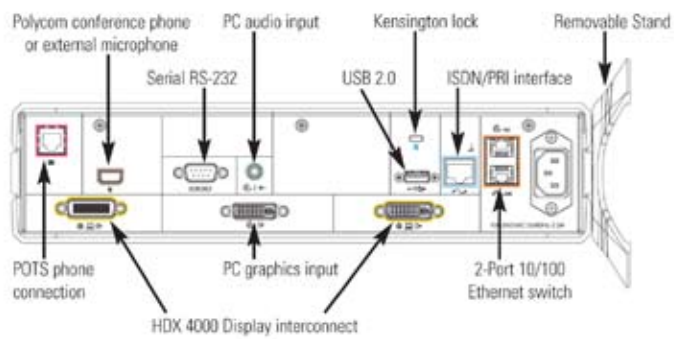 Polycom conference phone
or external microphone
PC audio input
Kensington lock
Removable Stand
Serial RS-232
USB 2.0
ISDN/PRI interface
POTS phone
connection
PC graphics input
2-Port 10/100
Ethernet switch
HDX 4000 Display interconnect